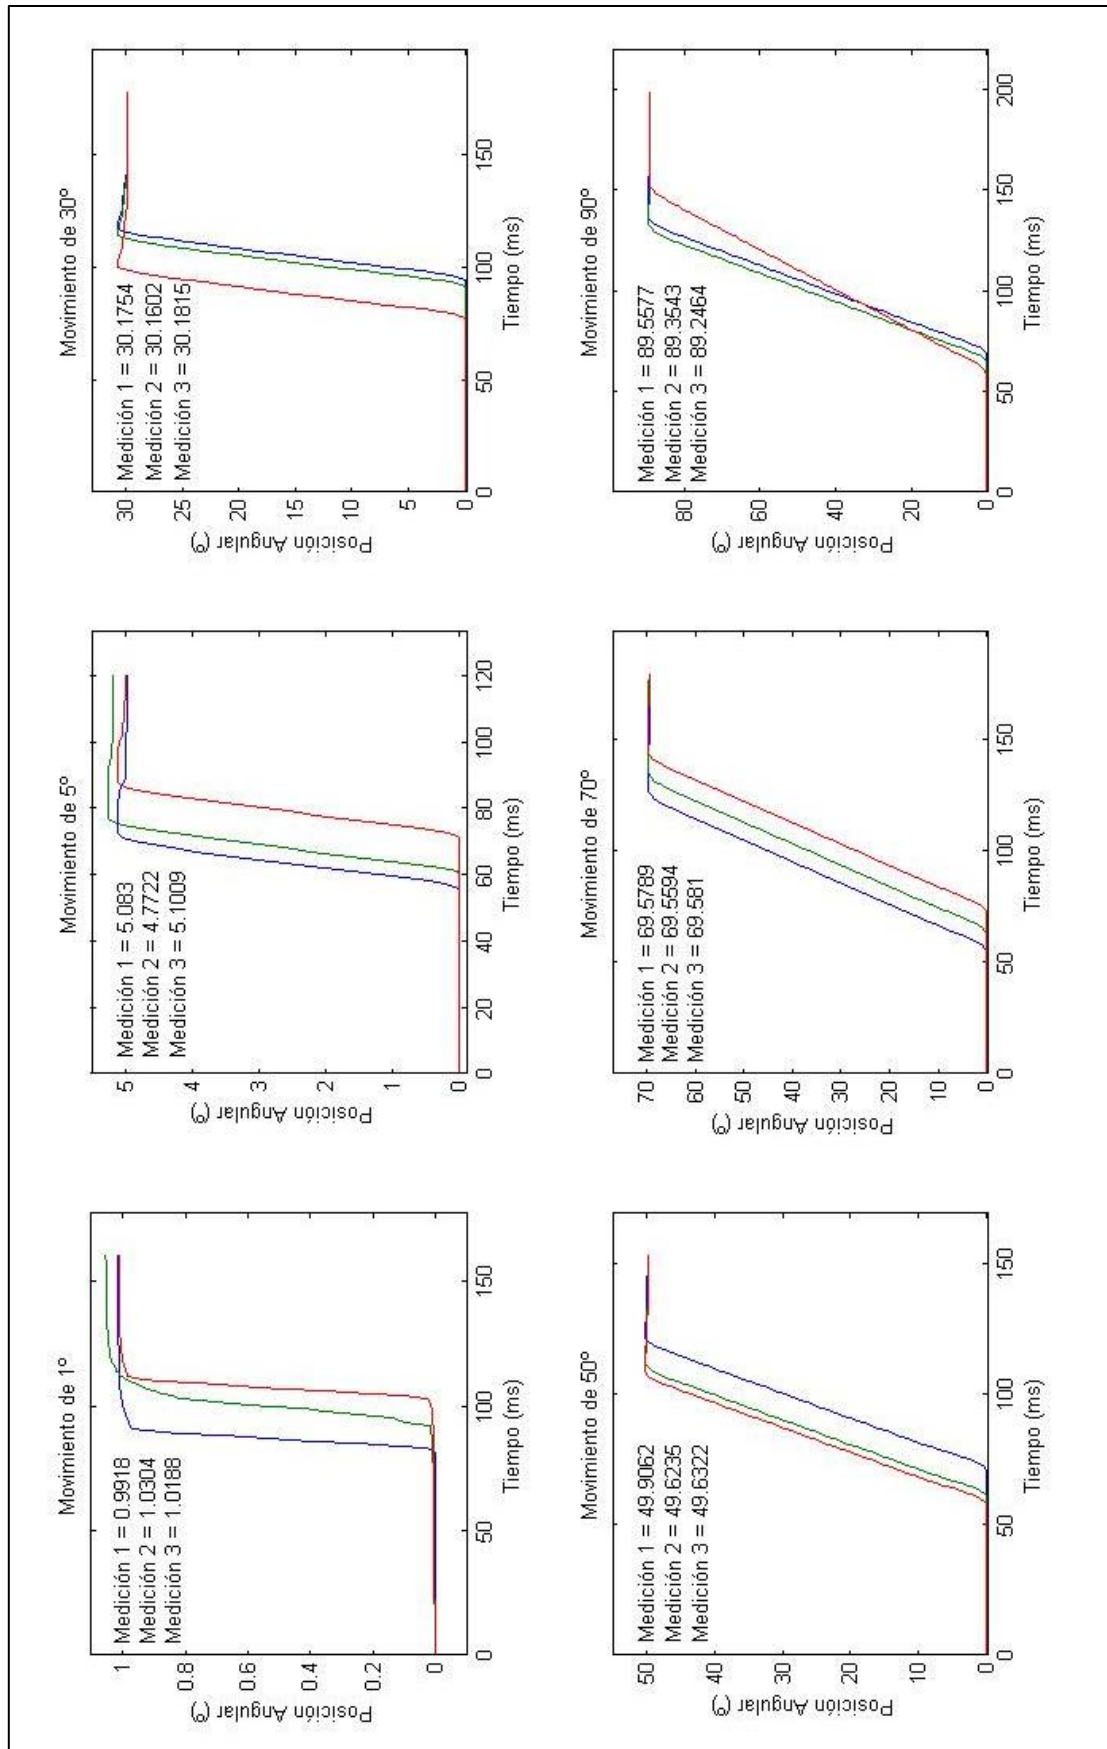 Movimiento de 1º
Medición 1 = 0.9918
Medición 2 = 1.0304
Medición 3 = 1.0188
Posición Angular (º)
1
0.8
0.6
0.4
0.2
0
0 50 100 150
Tiempo (ms)
Movimiento de 5º
Medición 1 = 5.083
Medición 2 = 4.7722
Medición 3 = 5.1009
Posición Angular (º)
5
4
3
2
1
0
0 20 40 60 80 100 120
Tiempo (ms)
Movimiento de 30º
Medición 1 = 30.1754
Medición 2 = 30.1602
Medición 3 = 30.1815
Posición Angular (º)
30
25
20
15
10
5
0
0 50 100 150
Tiempo (ms)
Movimiento de 50º
Medición 1 = 49.9062
Medición 2 = 49.6235
Medición 3 = 49.6322
Posición Angular (º)
50
40
30
20
10
0
0 50 100 150
Tiempo (ms)
Movimiento de 70º
Medición 1 = 69.5789
Medición 2 = 69.5594
Medición 3 = 69.581
Posición Angular (º)
70
60
50
40
30
20
10
0
0 50 100 150
Tiempo (ms)
Movimiento de 90º
Medición 1 = 89.5577
Medición 2 = 89.3543
Medición 3 = 89.2464
Posición Angular (º)
80
60
40
20
0
0 50 100 150 200
Tiempo (ms)